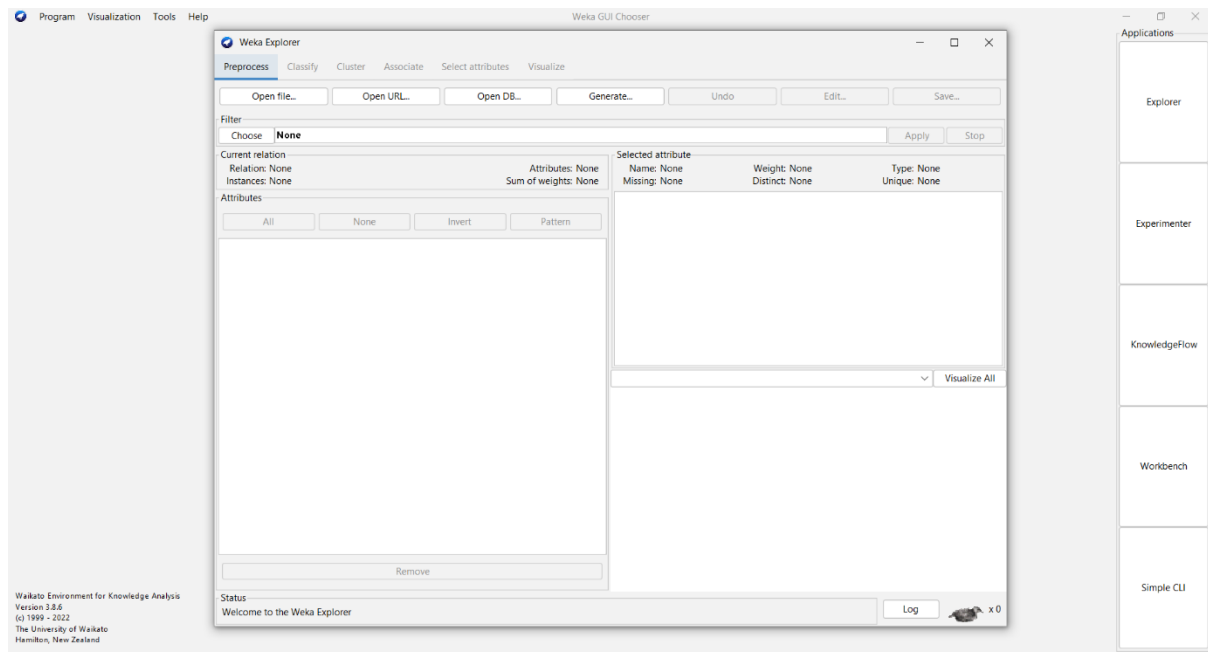 Program Visualization Tools Help
Weka GUI Chooser
Applications
Weka Explorer
Preprocess Classify Cluster Associate Select attributes Visualize
Open file... Open URL... Open DB... Generate... Undo Edit... Save...
Filter
Choose None Apply Stop
Current relation
Relation: None Attributes: None
Instances: None Sum of weights: None
Selected attribute
Name: None Weight: None Type: None
Missing: None Distinct: None Unique: None
Attributes
All None Invert Pattern
Visualize All
Remove
Status
Welcome to the Weka Explorer
Log x 0
Explorer
Experimenter
KnowledgeFlow
Workbench
Simple CLI
Waikato Environment for Knowledge Analysis
Version 3.8.6
(c) 1999 - 2022
The University of Waikato
Hamilton, New Zealand